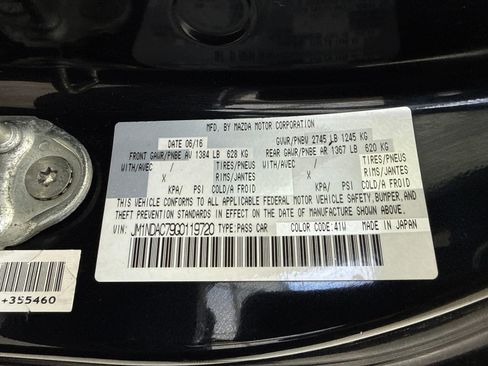 MFD. BY MAZDA MOTOR CORPORATION
DATE 06/16 GVWR/PNBV 2745 LB 1245 KG
FRONT GAWR/PNBE AV 1384 LB 628 KG REAR GAWR/PNBE AR 1367 LB 620 KG
WITH/AVEC / TIRES/PNEUS WITH/AVEC / TIRES/PNEUS
X RIMS/JANTES X RIMS/JANTES
KPA/ PSI COLD/A FROID KPA/ PSI COLD/A FROID
THIS VEHICLE CONFORMS TO ALL APPLICABLE FEDERAL MOTOR VEHICLE SAFETY, BUMPER, AND
THEFT PREVENTION STANDARDS IN EFFECT ON THE DATE OF MANUFACTURE SHOWN ABOVE.
VIN: JM1NDAC79G0119720 TYPE:PASS CAR COLOR CODE: 41W MADE IN JAPAN
+355460